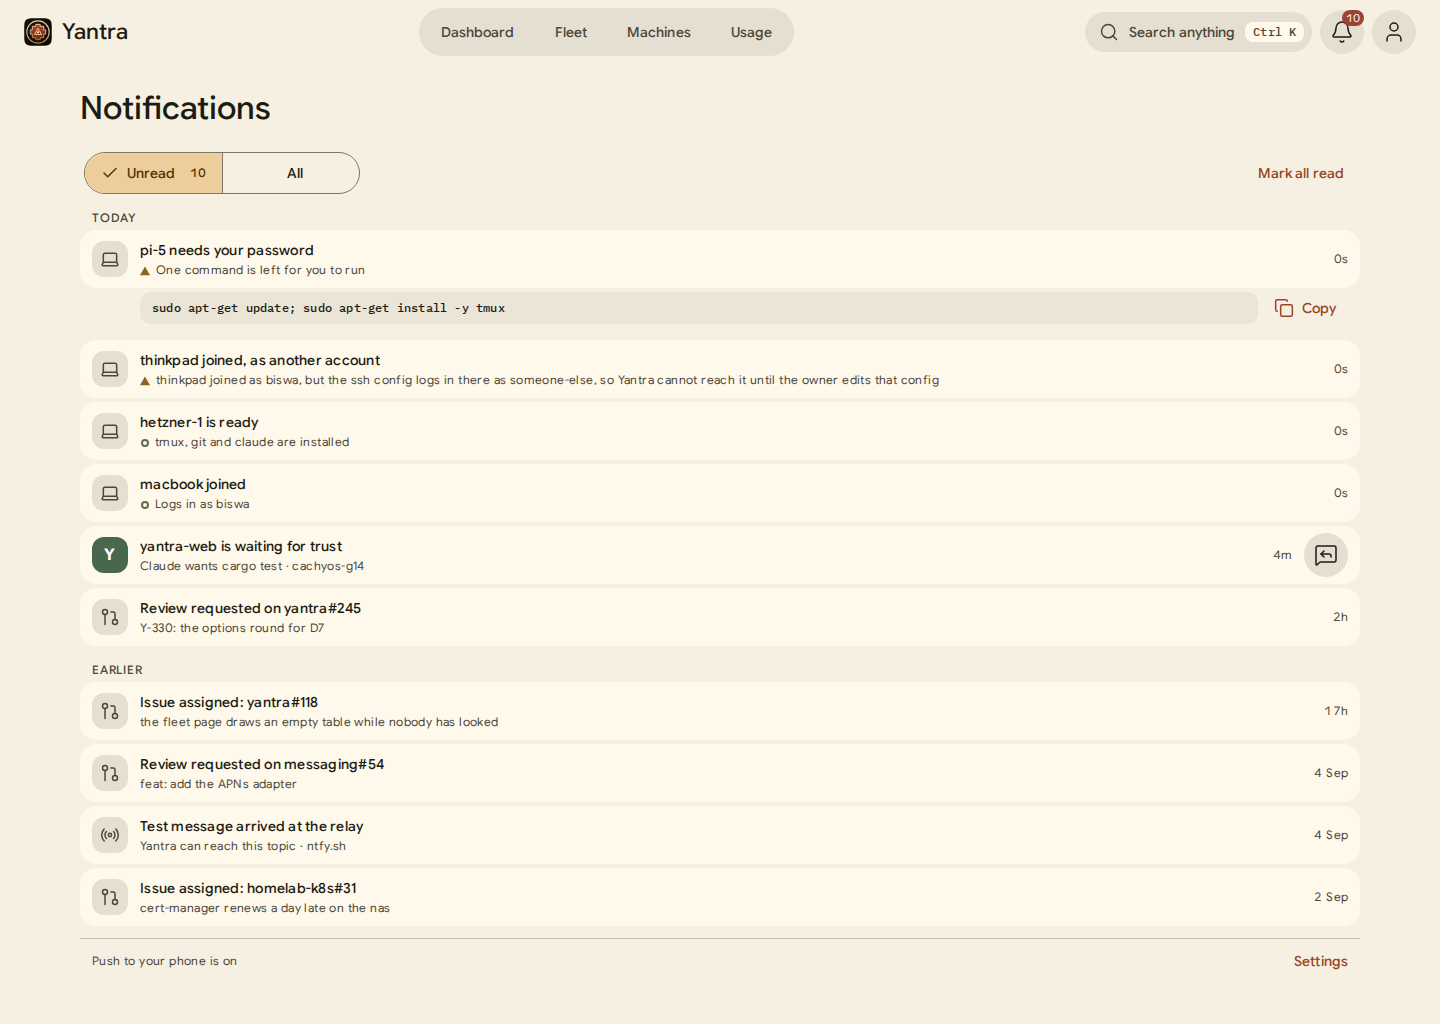 Yantra
Dashboard Fleet Machines Usage
Search anything Ctrl K
10
Notifications
Unread 10 All
Mark all read
TODAY
pi-5 needs your password
One command is left for you to run
0s
sudo apt-get update; sudo apt-get install -y tmux
Copy
thinkpad joined, as another account
thinkpad joined as biswa, but the ssh config logs in there as someone-else, so Yantra cannot reach it until the owner edits that config
0s
hetzner-1 is ready
tmux, git and claude are installed
0s
macbook joined
Logs in as biswa
0s
Y
yantra-web is waiting for trust
Claude wants cargo test · cachyos-g14
4m
Review requested on yantra#245
Y-330: the options round for D7
2h
EARLIER
Issue assigned: yantra#118
the fleet page draws an empty table while nobody has looked
17h
Review requested on messaging#54
feat: add the APNs adapter
4 Sep
Test message arrived at the relay
Yantra can reach this topic · ntfy.sh
4 Sep
Issue assigned: homelab-k8s#31
cert-manager renews a day late on the nas
2 Sep
Push to your phone is on
Settings